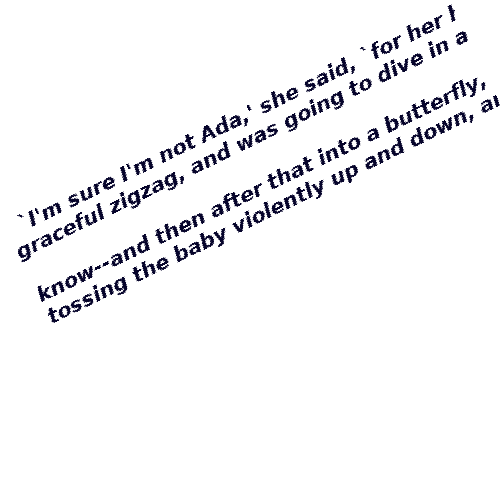 `I'm sure I'm not Ada,' she said, `for her
graceful zigzag, and was going to dive in a
know--and then after that into a butterfly,
tossing the baby violently up and down,